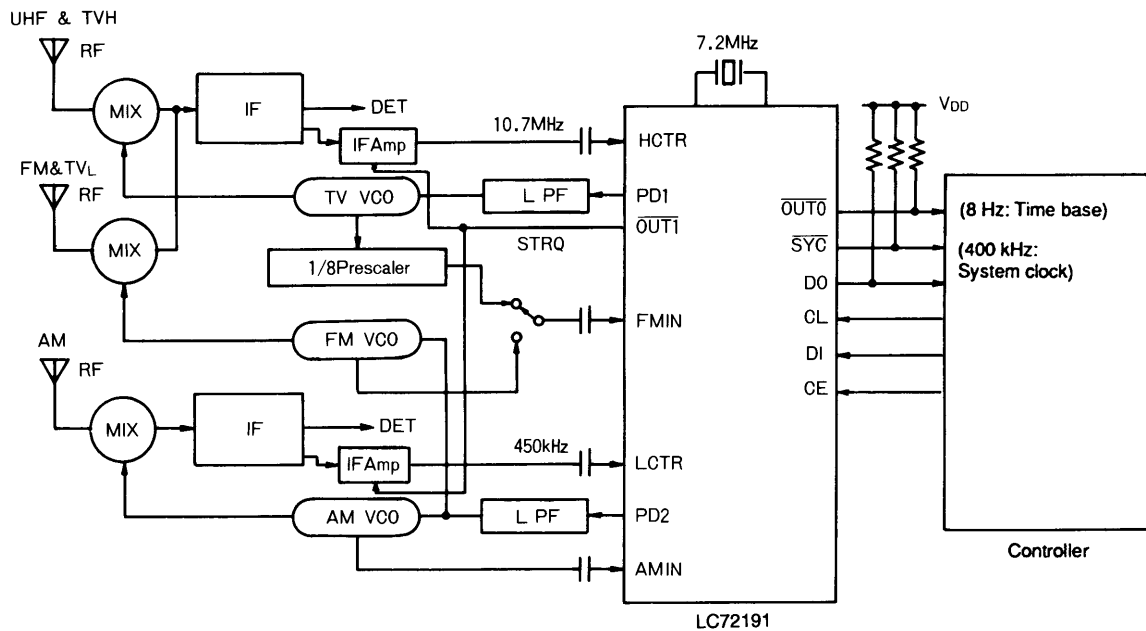 UHF & TVH
RF
7.2MHz
MIX
IF
DET
IFAmp
10.7MHz
HCTR
VDD
FM&TVL
RF
TV VCO
LPF
PD1
OUT0
(8 Hz: Time base)
OUT1
STRQ
MIX
SYC
(400 kHz:
System clock)
1/8Prescaler
DO
FMIN
CL
FM VCO
DI
AM
RF
CE
MIX
IF
DET
IFAmp
450kHz
LCTR
AM VCO
LPF
PD2
AMIN
Controller
LC72191